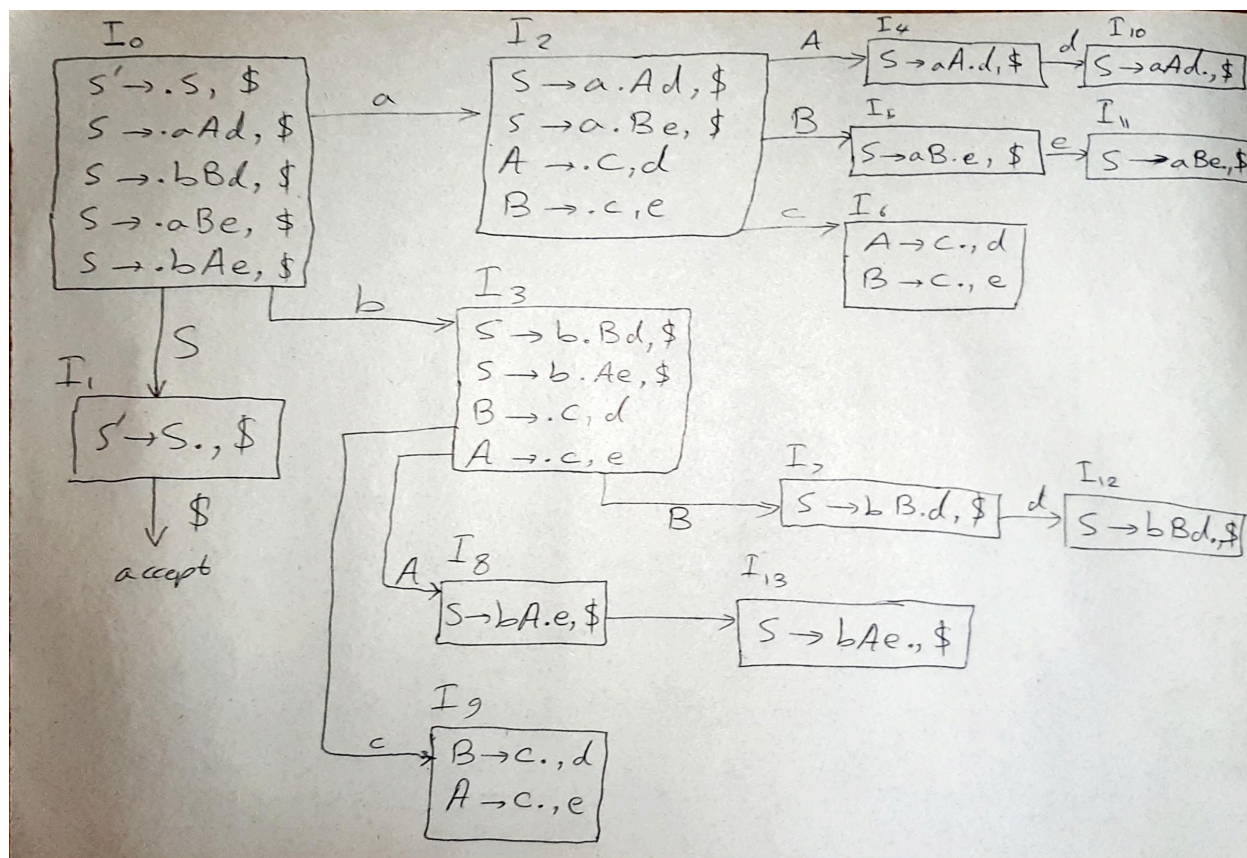 I₀
S' → .S, $
S → .aAd, $
S → .bBd, $
S → .aBe, $
S → .bAe, $
a
I₂
S → a.Ad, $
S → a.Be, $
A → .c, d
B → .c, e
A
I₄
S → aA.d, $
d
I₁₀
S → aAd., $
B
I₅
S → aB.e, $
e
I₁₁
S → aBe., $
c
I₆
A → c., d
B → c., e
S
I₁
S' → S., $
$
accept
b
I₃
S → b.Bd, $
S → b.Ae, $
B → .c, d
A → .c, e
B
I₇
S → bB.d, $
d
I₁₂
S → bBd., $
A
I₈
S → bA.e, $
I₁₃
S → bAe., $
c
I₉
B → c., d
A → c., e